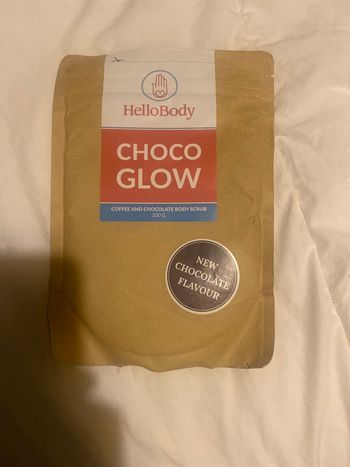 HelloBody
CHOCO
GLOW
COFFEE AND CHOCOLATE BODY SCRUB
200 G
NEW
CHOCOLATE
FLAVOUR